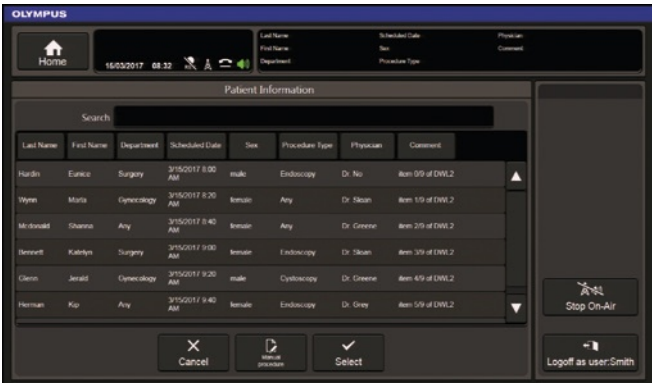 OLYMPUS
Home
15/03/2017 08:32
Last Name: Scheduled Date: Physician:
First Name: Sex: Comment:
Department: Procedure Type:
Patient Information
Search
Last Name First Name Department Scheduled Date Sex Procedure Type Physician Comment
Hardin Eunice Surgery 3/15/2017 8:00 AM male Endoscopy Dr. No item 0/9 of DWL2
Wynn Marla Gynecology 3/15/2017 8:20 AM female Any Dr. Sloan item 1/9 of DWL2
Mcdonald Shanna Any 3/15/2017 8:40 AM female Any Dr. Greene item 2/9 of DWL2
Bennett Katelyn Surgery 3/15/2017 9:00 AM female Endoscopy Dr. Sloan item 3/9 of DWL2
Glenn Jerald Gynecology 3/15/2017 9:20 AM male Cystoscopy Dr. Greene item 4/9 of DWL2
Herman Kip Any 3/15/2017 9:40 AM female Endoscopy Dr. Grey item 5/9 of DWL2
Cancel
Manual procedure
Select
Stop On-Air
Logoff as user:Smith